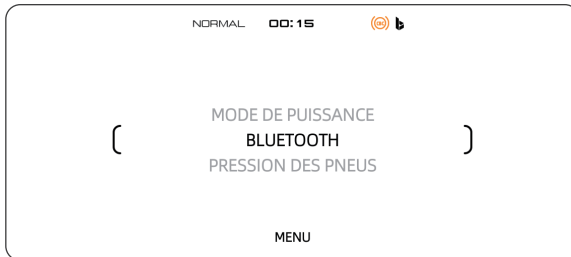 NORMAL 00:15
MODE DE PUISSANCE
BLUETOOTH
PRESSION DES PNEUS
MENU